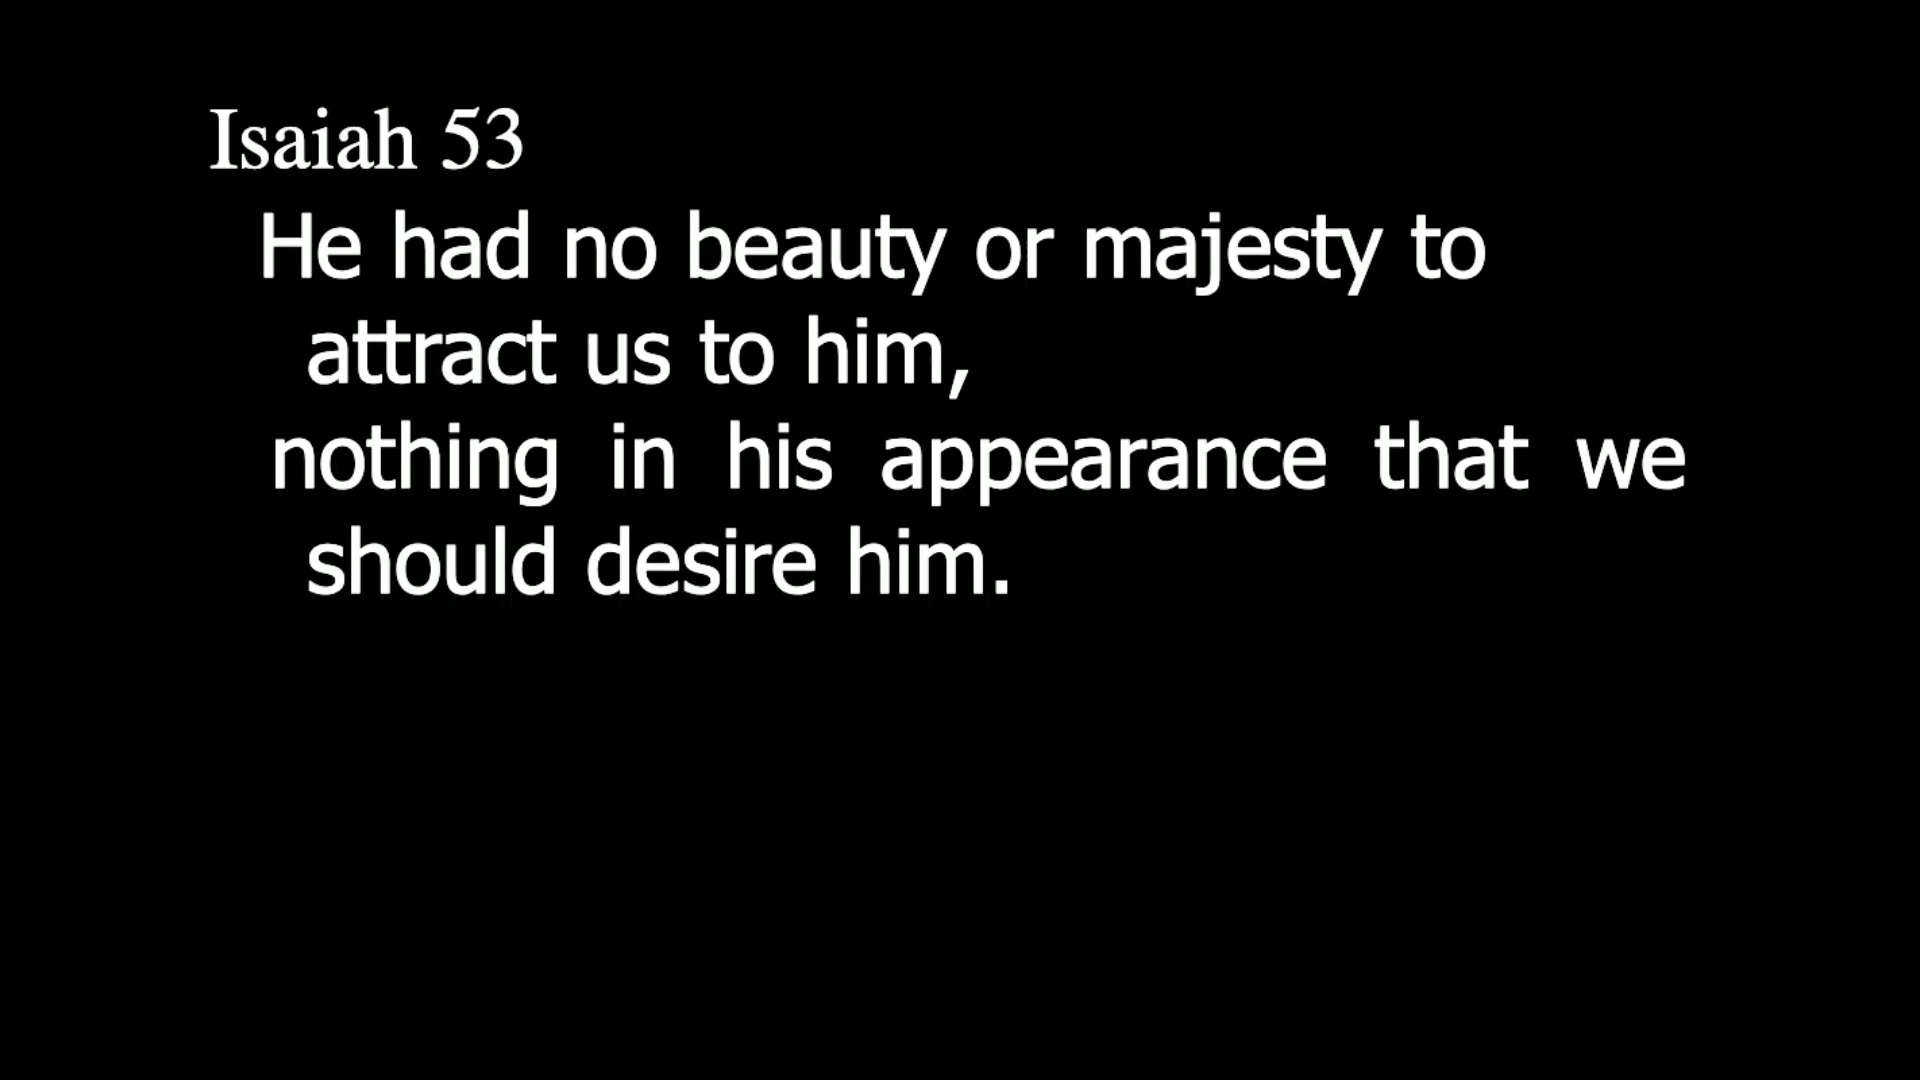 Isaiah 53
He had no beauty or majesty to
attract us to him,
nothing in his appearance that we
should desire him.